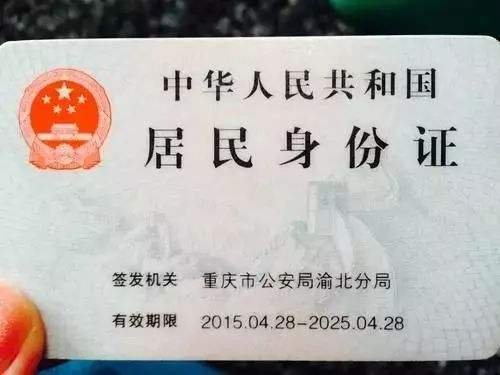 中华人民共和国
居民身份证
签发机关 重庆市公安局渝北分局
有效期限 2015.04.28-2025.04.28